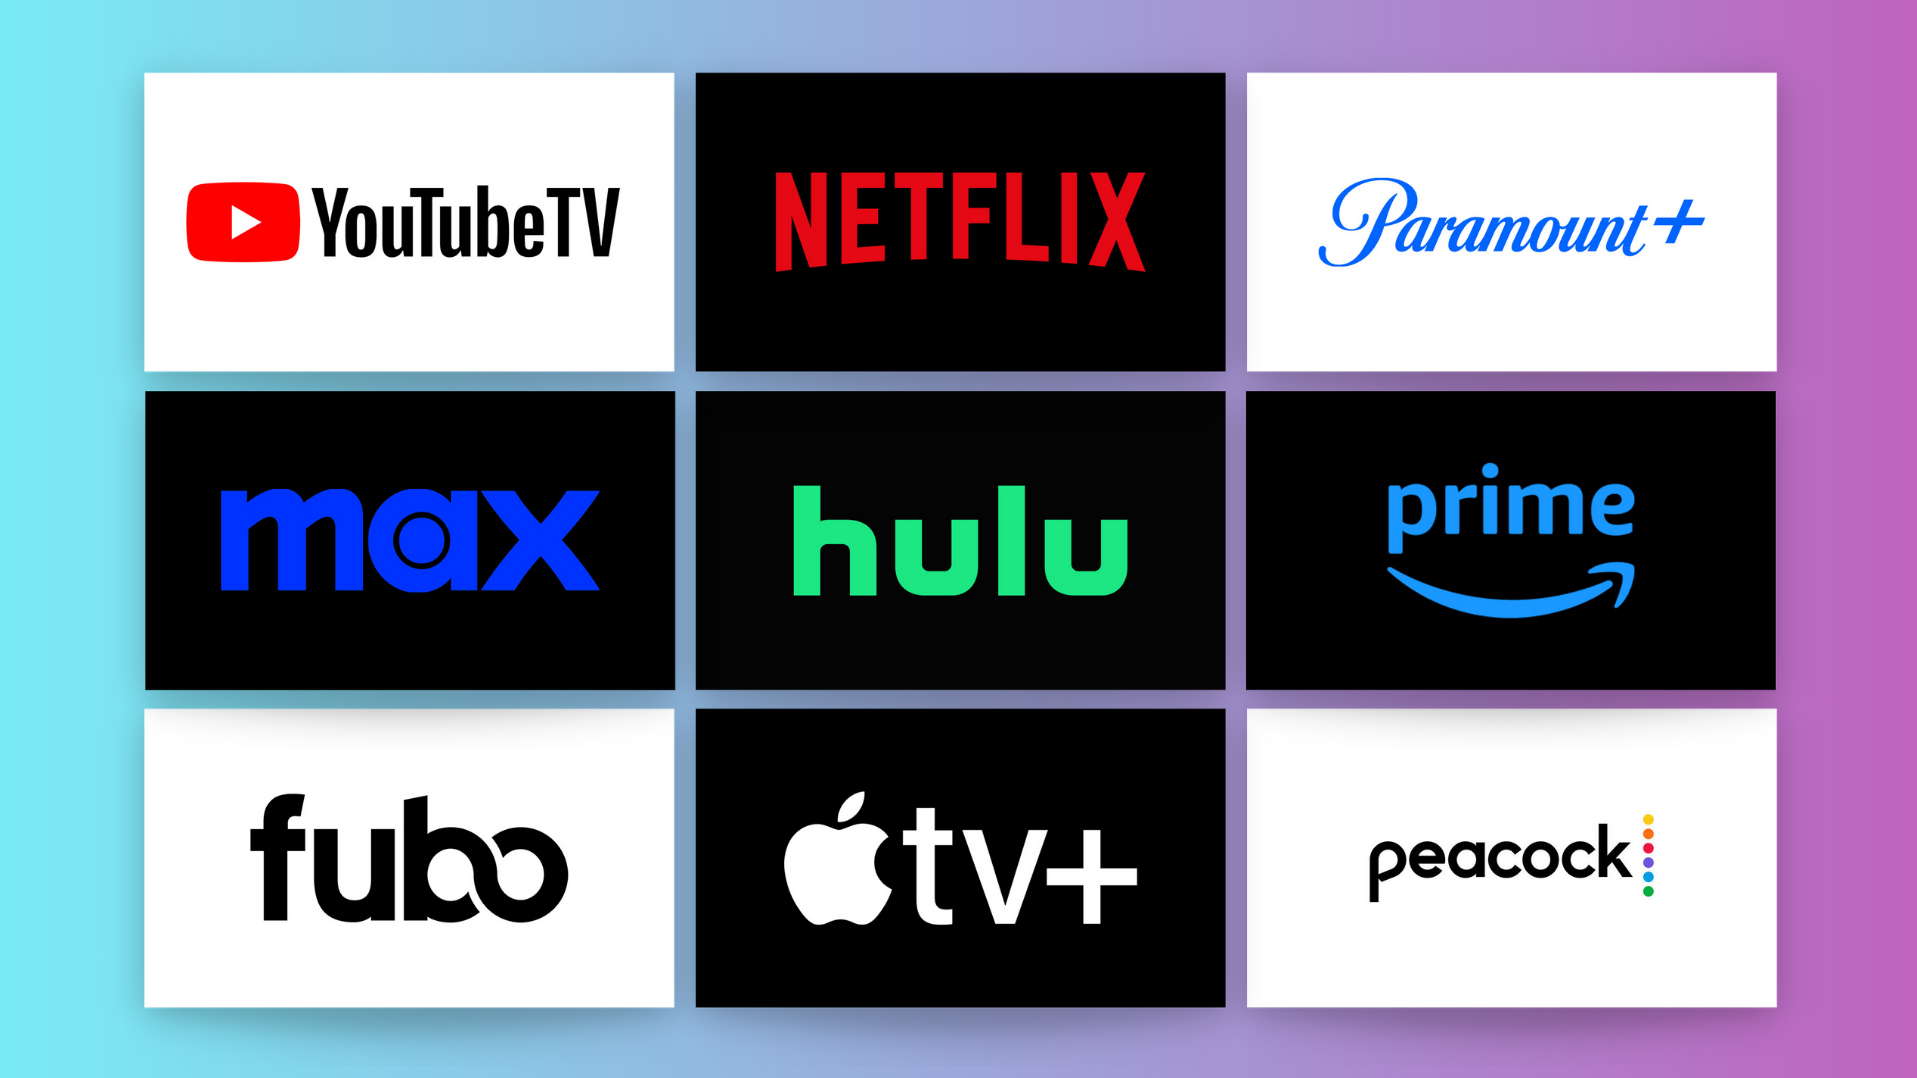 YouTubeTV
NETFLIX
Paramount+
max
hulu
prime
fubo
tv+
peacock